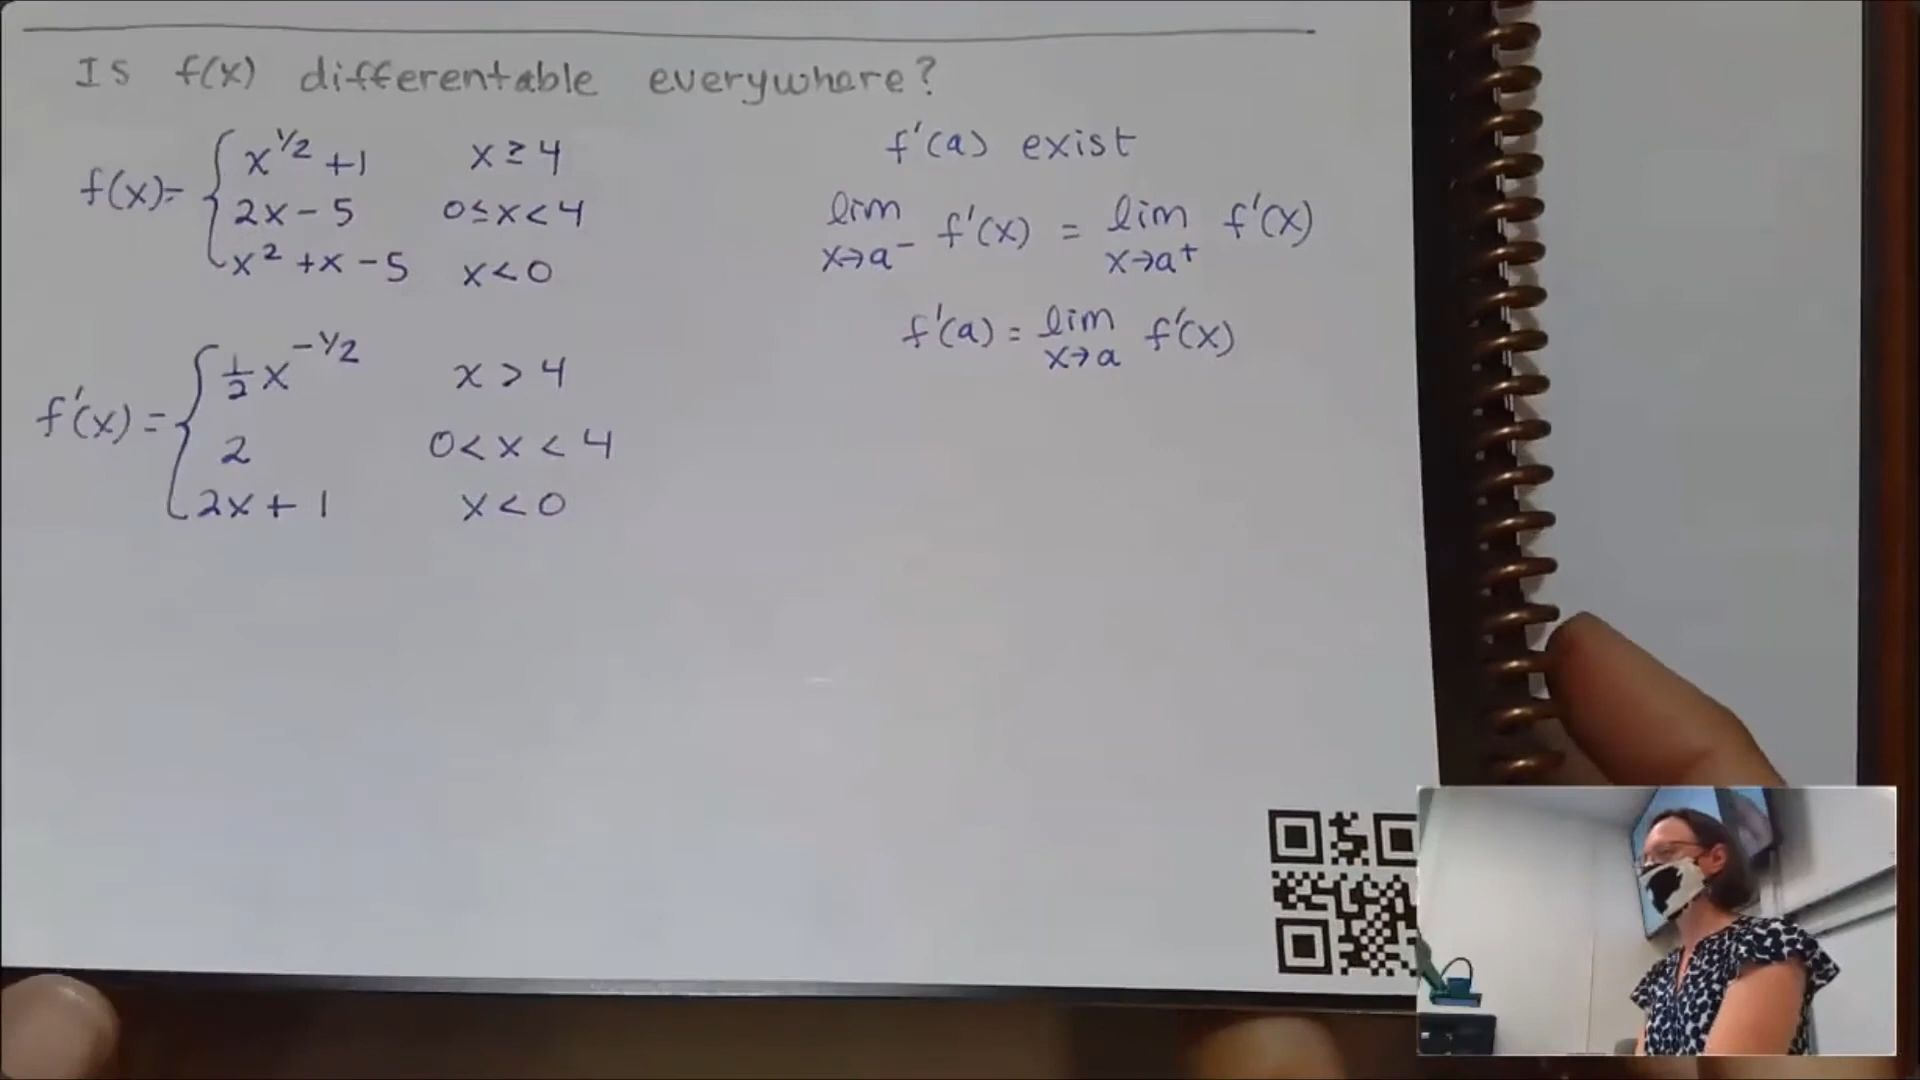 Is f(x) differentable everywhere?
f(x)= { x^1/2 +1    x ≥ 4
2x - 5    0 ≤ x < 4
x^2 + x - 5    x < 0
f'(x) = { 1/2 x^-1/2    x > 4
2    0 < x < 4
2x + 1    x < 0
f'(a) exist
lim x→a^- f'(x) = lim x→a^+ f'(x)
f'(a) = lim x→a f'(x)